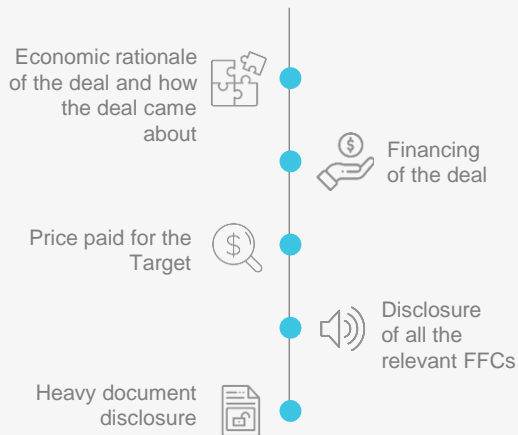 Economic rationale
of the deal and how
the deal came
about
$
Financing
of the deal
Price paid for the
Target
$
Disclosure
of all the
relevant FFCs
Heavy document
disclosure